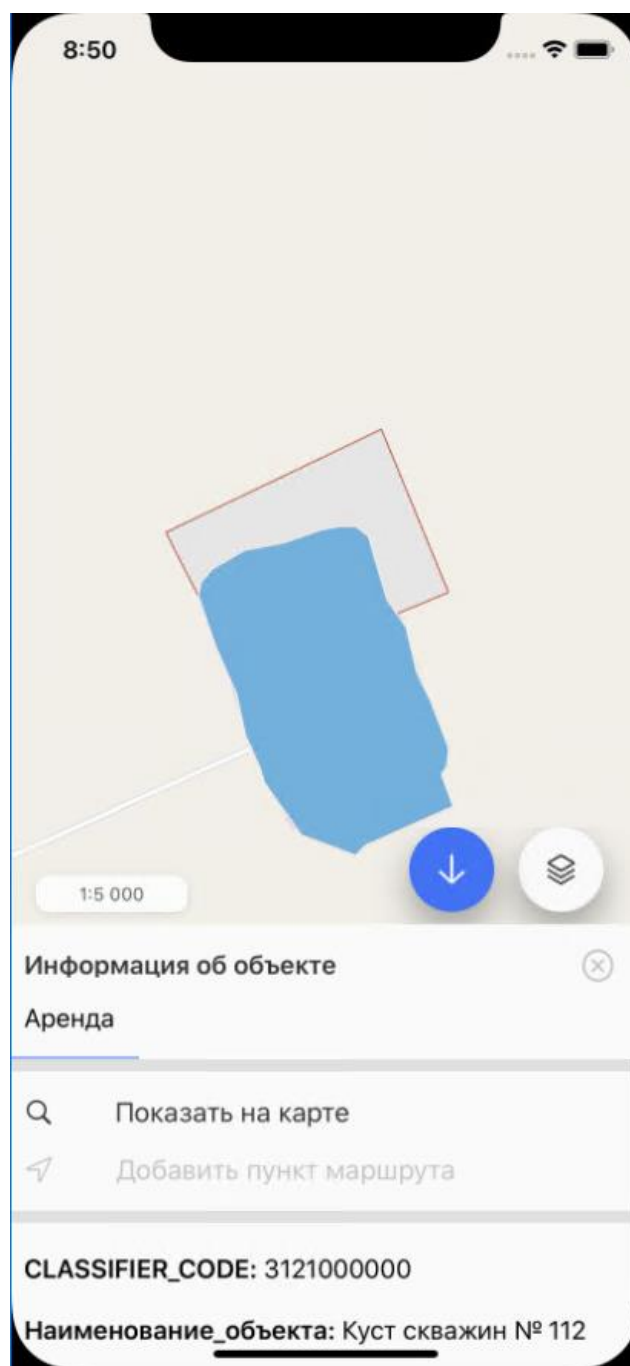 8:50
1:5 000
Информация об объекте
Аренда
Показать на карте
Добавить пункт маршрута
CLASSIFIER_CODE: 3121000000
Наименование_объекта: Куст скважин № 112